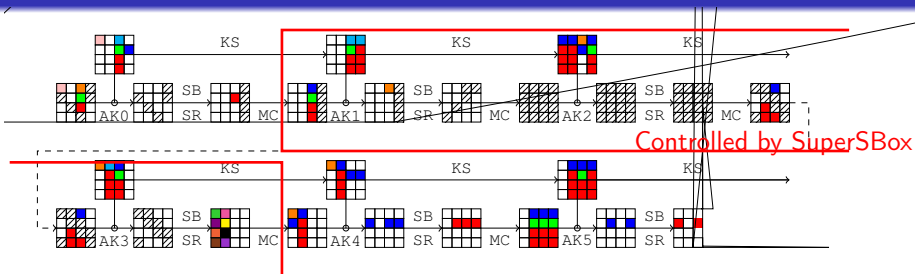 KS KS KS
SB SB SB
AK0 SR MC AK1 SR MC AK2 SR MC
Controlled by SuperSBox
KS KS KS
SB SB SB
AK3 SR MC AK4 SR MC AK5 SR